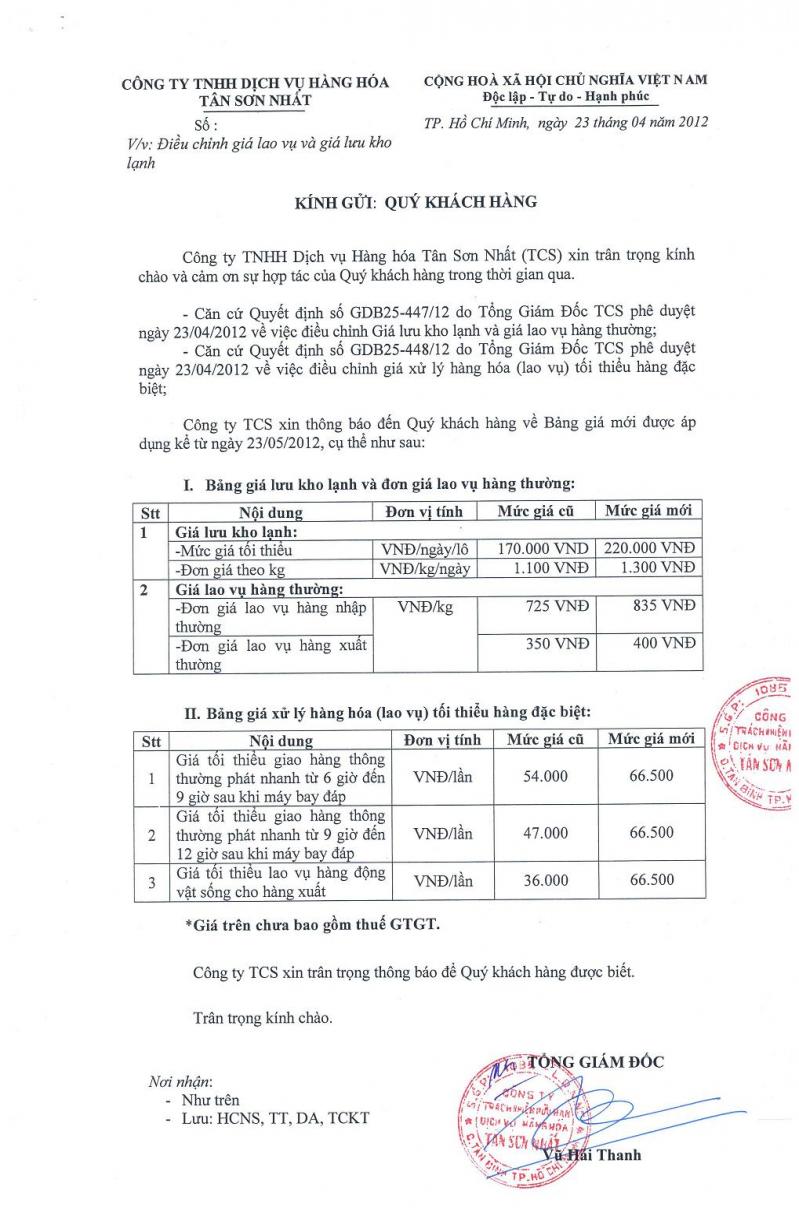 CÔNG TY TNHH DỊCH VỤ HÀNG HÓA
TÂN SƠN NHẤT
Số :
V/v: Điều chỉnh giá lao vụ và giá lưu kho
lạnh
CỘNG HOÀ XÃ HỘI CHỦ NGHĨA VIỆT NAM
Độc lập - Tự do - Hạnh phúc
TP. Hồ Chí Minh, ngày 23 tháng 04 năm 2012
KÍNH GỬI: QUÝ KHÁCH HÀNG
Công ty TNHH Dịch vụ Hàng hóa Tân Sơn Nhất (TCS) xin trân trọng kính
chào và cảm ơn sự hợp tác của Quý khách hàng trong thời gian qua.
- Căn cứ Quyết định số GDB25-447/12 do Tổng Giám Đốc TCS phê duyệt
ngày 23/04/2012 về việc điều chỉnh Giá lưu kho lạnh và giá lao vụ hàng thường;
- Căn cứ Quyết định số GDB25-448/12 do Tổng Giám Đốc TCS phê duyệt
ngày 23/04/2012 về việc điều chỉnh giá xử lý hàng hóa (lao vụ) tối thiểu hàng đặc
biệt;
Công ty TCS xin thông báo đến Quý khách hàng về Bảng giá mới được áp
dụng kể từ ngày 23/05/2012, cụ thể như sau:
I. Bảng giá lưu kho lạnh và đơn giá lao vụ hàng thường:
Stt Nội dung Đơn vị tính Mức giá cũ Mức giá mới
1 Giá lưu kho lạnh:
-Mức giá tối thiểu VNĐ/ngày/lô 170.000 VND 220.000 VNĐ
-Đơn giá theo kg VNĐ/kg/ngày 1.100 VNĐ 1.300 VNĐ
2 Giá lao vụ hàng thường:
-Đơn giá lao vụ hàng nhập VNĐ/kg 725 VNĐ 835 VNĐ
thường
-Đơn giá lao vụ hàng xuất 350 VNĐ 400 VNĐ
thường
II. Bảng giá xử lý hàng hóa (lao vụ) tối thiểu hàng đặc biệt:
Stt Nội dung Đơn vị tính Mức giá cũ Mức giá mới
Giá tối thiểu giao hàng thông
1 thường phát nhanh từ 6 giờ đến VNĐ/lần 54.000 66.500
9 giờ sau khi máy bay đáp
Giá tối thiểu giao hàng thông
2 thường phát nhanh từ 9 giờ đến VNĐ/lần 47.000 66.500
12 giờ sau khi máy bay đáp
3 Giá tối thiểu lao vụ hàng động VNĐ/lần 36.000 66.500
vật sống cho hàng xuất
*Giá trên chưa bao gồm thuế GTGT.
Công ty TCS xin trân trọng thông báo để Quý khách hàng được biết.
Trân trọng kính chào.
Nơi nhận:
- Như trên
- Lưu: HCNS, TT, DA, TCKT
TỔNG GIÁM ĐỐC
CÔNG TY
TRÁCH NHIỆM HỮU HẠN
DỊCH VỤ HÀNG HÓA
TÂN SƠN NHẤT
Q.TÂN BÌNH TP.HỒ CHÍ
Vũ Hải Thanh
S.G.P: 1085
CÔNG
TRÁCH NHIỆM
DỊCH VỤ HÀN
TÂN SƠN N
Q.TÂN BÌNH TP.